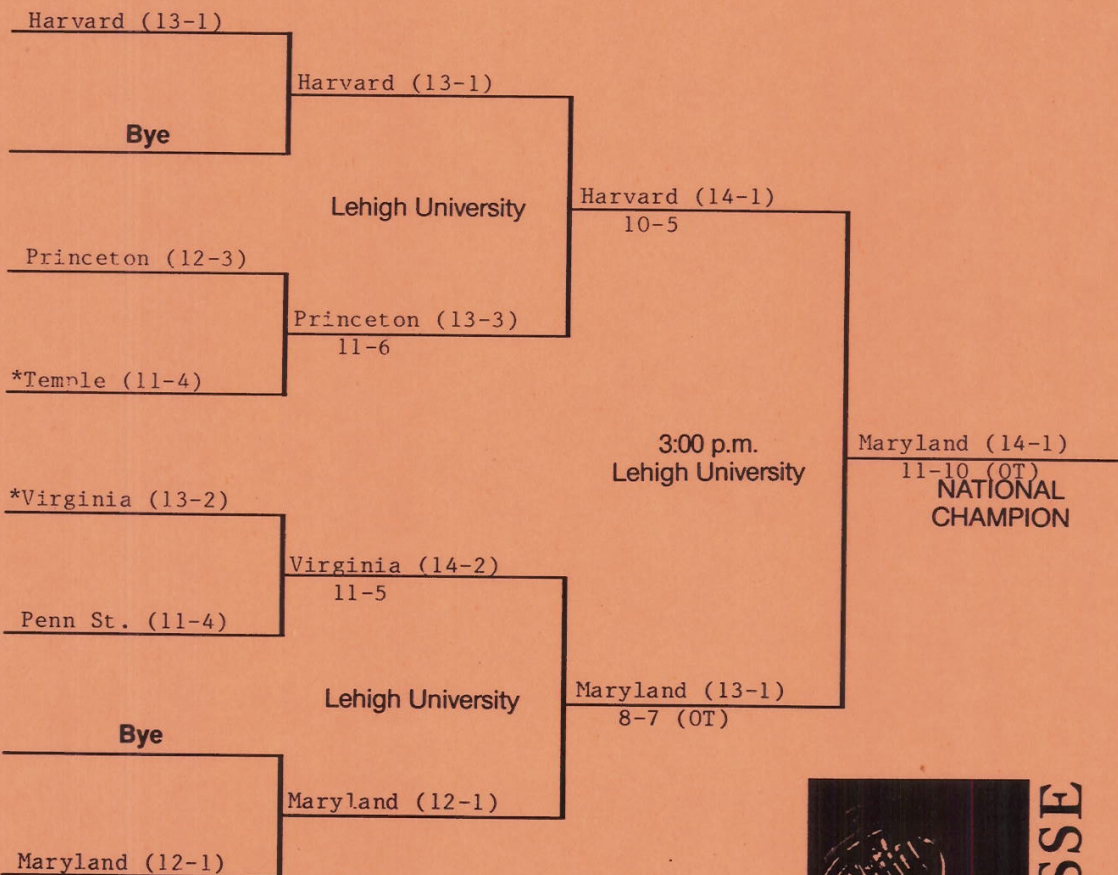 Harvard (13-1)
Harvard (13-1)
Bye
Lehigh University
Harvard (14-1)
10-5
Princeton (12-3)
Princeton (13-3)
11-6
*Temple (11-4)
3:00 p.m.
Lehigh University
Maryland (14-1)
11-10 (OT)
NATIONAL
CHAMPION
*Virginia (13-2)
Virginia (14-2)
11-5
Penn St. (11-4)
Lehigh University
Maryland (13-1)
8-7 (OT)
Bye
Maryland (12-1)
Maryland (12-1)
SSE